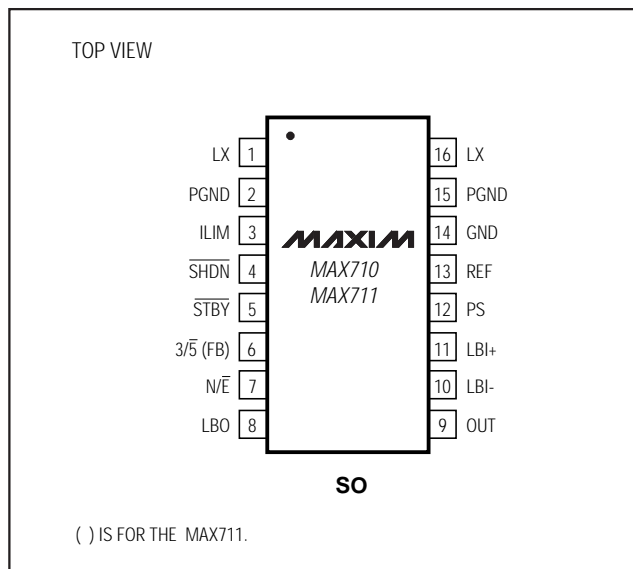 TOP VIEW
LX 1
PGND 2
ILIM 3
S̅H̅D̅N̅ 4
S̅T̅B̅Y̅ 5
3/5̅ (FB) 6
N/E̅ 7
LBO 8
MAXIM
MAX710
MAX711
16 LX
15 PGND
14 GND
13 REF
12 PS
11 LBI+
10 LBI-
9 OUT
SO
( ) IS FOR THE MAX711.